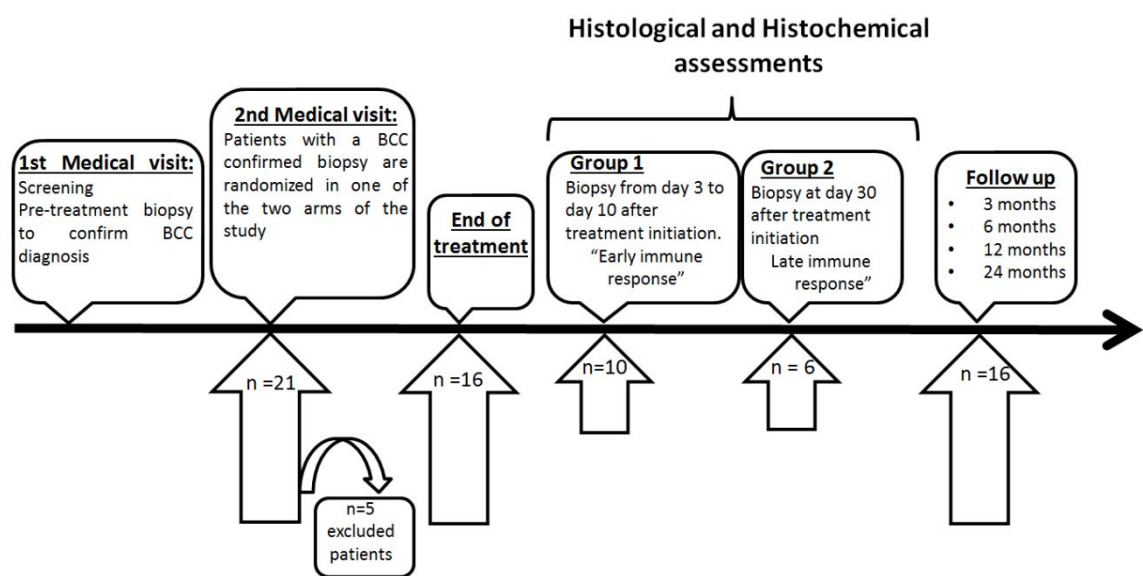 Histological and Histochemical
assessments
1st Medical visit:
Screening
Pre-treatment biopsy
to confirm BCC
diagnosis
2nd Medical visit:
Patients with a BCC
confirmed biopsy are
randomized in one of
the two arms of the
study
End of
treatment
Group 1
Biopsy from day 3 to
day 10 after
treatment initiation.
“Early immune
response”
Group 2
Biopsy at day 30
after treatment
initiation
Late immune
response”
Follow up
• 3 months
• 6 months
• 12 months
• 24 months
n =21
n =16
n=10
n = 6
n =16
n=5
excluded
patients